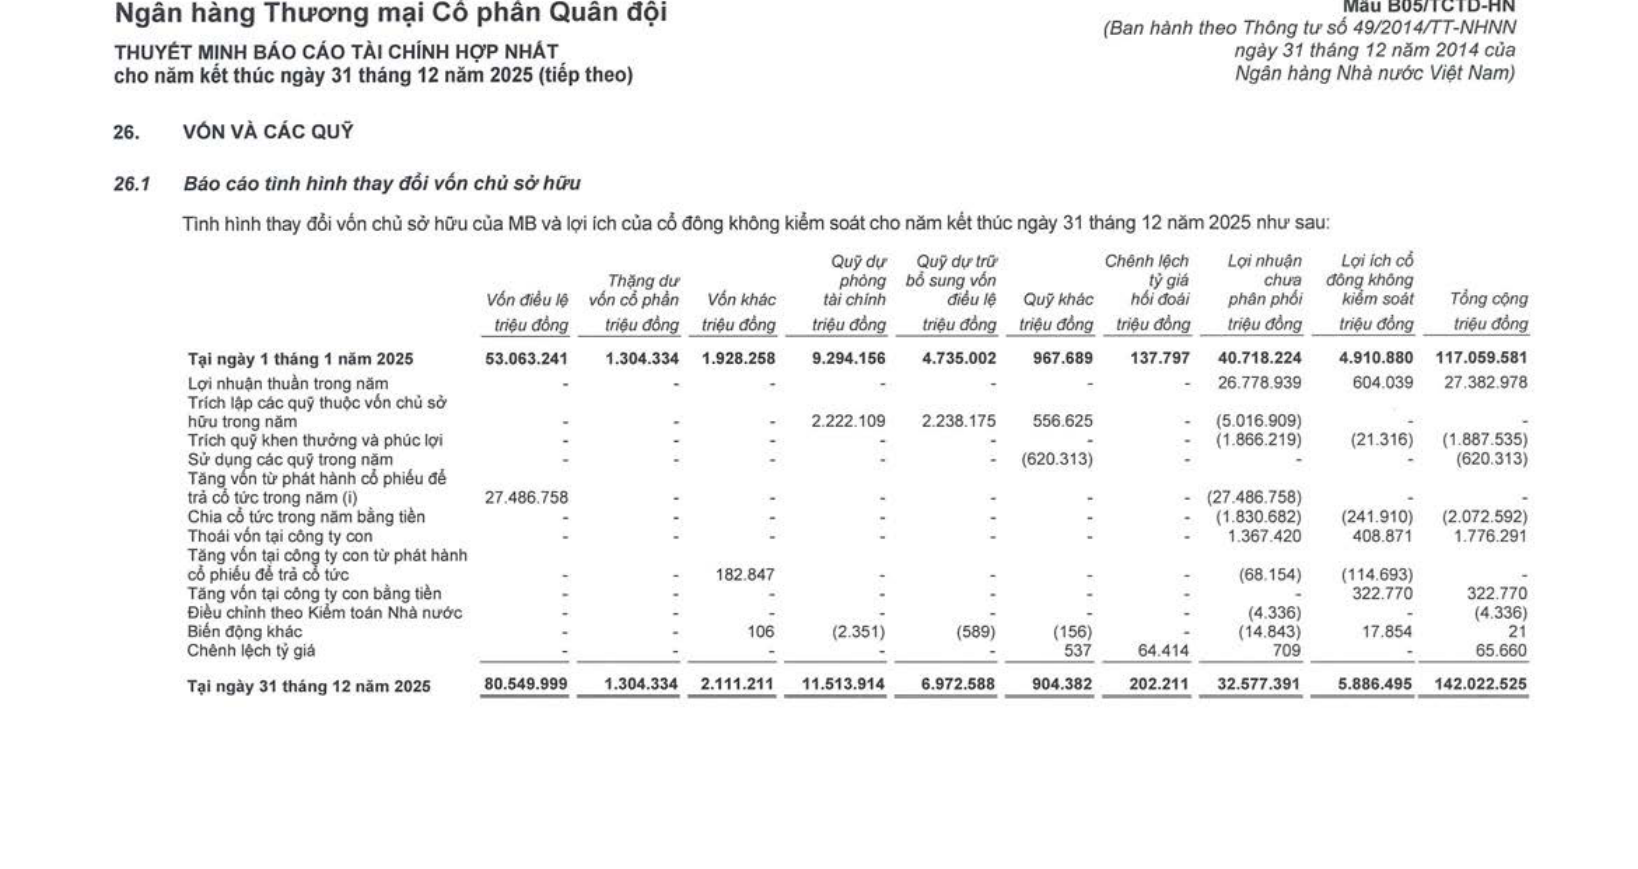 Ngân hàng Thương mại Cổ phần Quân đội
Mẫu B05/TCTD-HN
(Ban hành theo Thông tư số 49/2014/TT-NHNN
THUYẾT MINH BÁO CÁO TÀI CHÍNH HỢP NHẤT
ngày 31 tháng 12 năm 2014 của
cho năm kết thúc ngày 31 tháng 12 năm 2025 (tiếp theo)
Ngân hàng Nhà nước Việt Nam)
26. VỐN VÀ CÁC QUỸ
26.1 Báo cáo tình hình thay đổi vốn chủ sở hữu
Tình hình thay đổi vốn chủ sở hữu của MB và lợi ích của cổ đông không kiểm soát cho năm kết thúc ngày 31 tháng 12 năm 2025 như sau:
Quỹ dự Quỹ dự trữ Chênh lệch Lợi nhuận Lợi ích cổ
Thặng dư phòng bổ sung vốn tỷ giá chưa đông không
Vốn điều lệ vốn cổ phần Vốn khác tài chính điều lệ Quỹ khác hối đoái phân phối kiểm soát Tổng cộng
triệu đồng triệu đồng triệu đồng triệu đồng triệu đồng triệu đồng triệu đồng triệu đồng triệu đồng triệu đồng
Tại ngày 1 tháng 1 năm 2025 53.063.241 1.304.334 1.928.258 9.294.156 4.735.002 967.689 137.797 40.718.224 4.910.880 117.059.581
Lợi nhuận thuần trong năm - - - - - - - 26.778.939 604.039 27.382.978
Trích lập các quỹ thuộc vốn chủ sở
hữu trong năm - - - 2.222.109 2.238.175 556.625 - (5.016.909) - -
Trích quỹ khen thưởng và phúc lợi - - - - - - - (1.866.219) (21.316) (1.887.535)
Sử dụng các quỹ trong năm - - - - - (620.313) - - - (620.313)
Tăng vốn từ phát hành cổ phiếu để
trả cổ tức trong năm (i) 27.486.758 - - - - - - (27.486.758) - -
Chia cổ tức trong năm bằng tiền - - - - - - - (1.830.682) (241.910) (2.072.592)
Thoái vốn tại công ty con - - - - - - - 1.367.420 408.871 1.776.291
Tăng vốn tại công ty con từ phát hành
cổ phiếu để trả cổ tức - - 182.847 - - - - (68.154) (114.693) -
Tăng vốn tại công ty con bằng tiền - - - - - - - - 322.770 322.770
Điều chỉnh theo Kiểm toán Nhà nước - - - - - - - (4.336) - (4.336)
Biến động khác - - 106 (2.351) (589) (156) - (14.843) 17.854 21
Chênh lệch tỷ giá - - - - - 537 64.414 709 - 65.660
Tại ngày 31 tháng 12 năm 2025 80.549.999 1.304.334 2.111.211 11.513.914 6.972.588 904.382 202.211 32.577.391 5.886.495 142.022.525